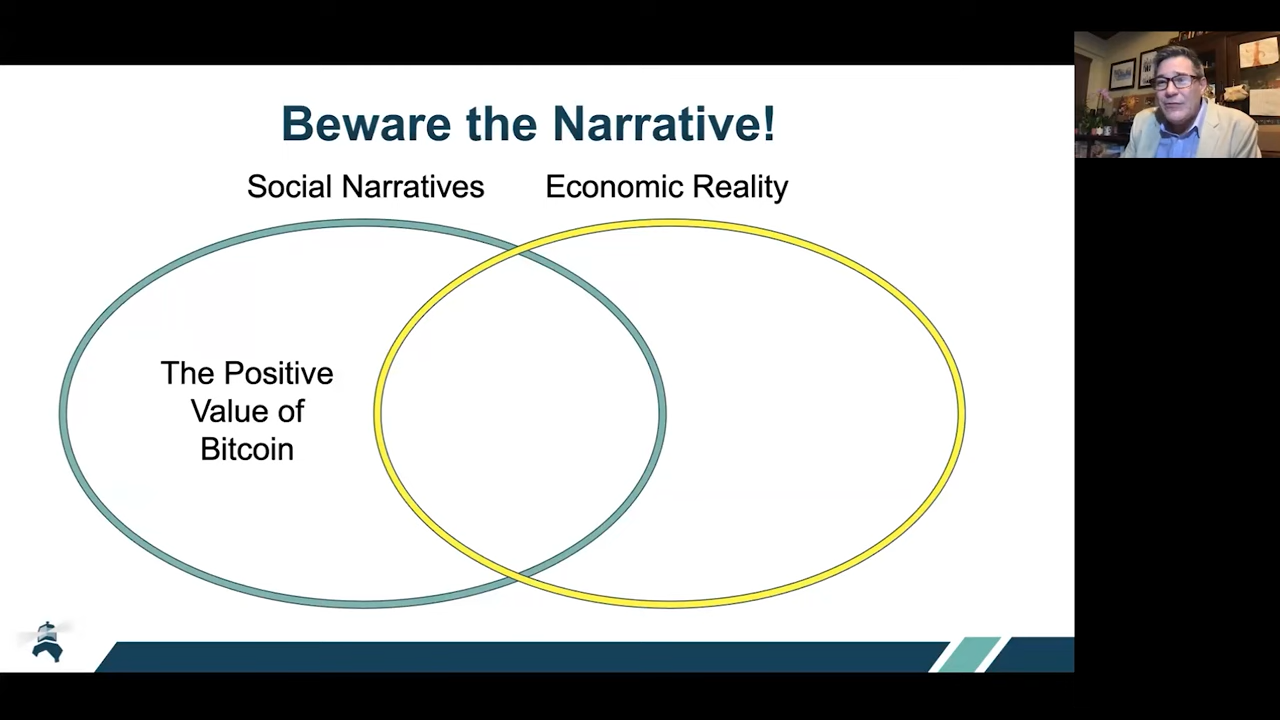 Beware the Narrative!
Social Narratives
Economic Reality
The Positive
Value of
Bitcoin